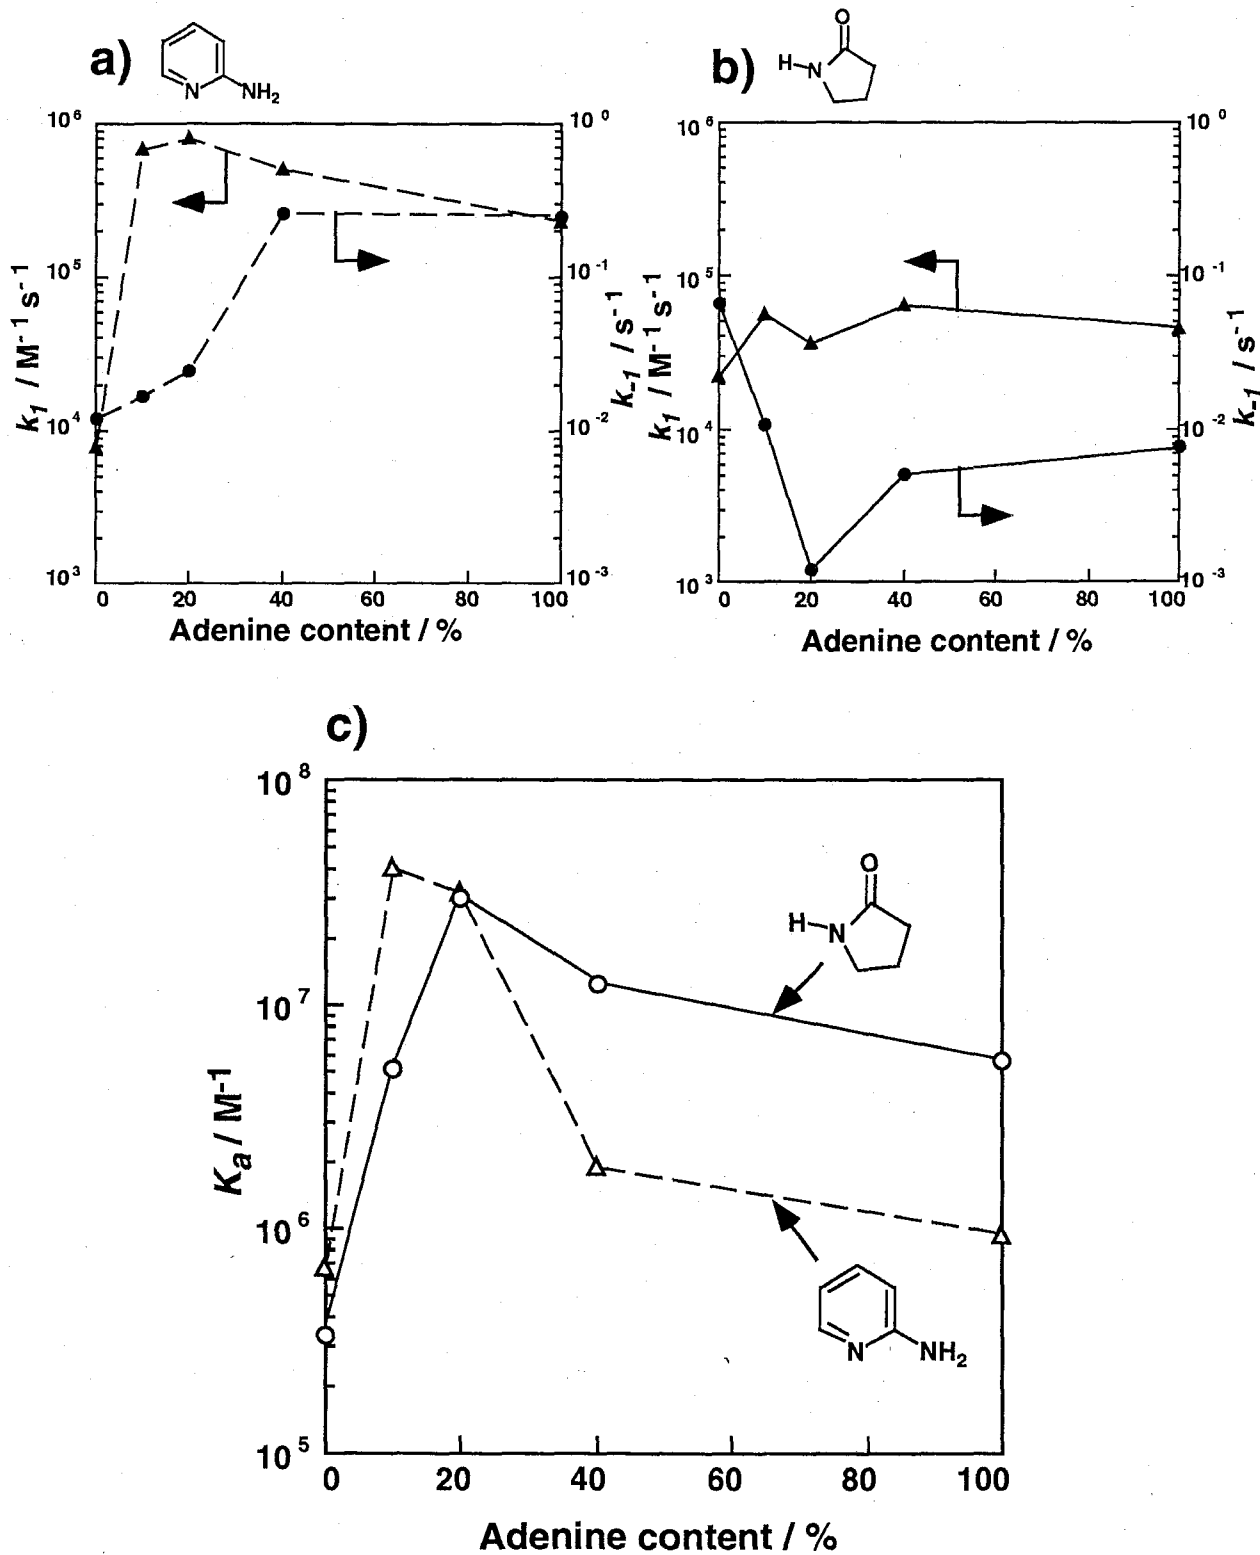 a)
N
NH2
10^6
10^5
10^4
10^3
k1 / M-1 s-1
10^0
10^-1
10^-2
10^-3
k-1 / s-1
0 20 40 60 80 100
Adenine content / %
b)
O
H
N
10^6
10^5
10^4
10^3
k1 / M-1 s-1
10^0
10^-1
10^-2
10^-3
k-1 / s-1
0 20 40 60 80 100
Adenine content / %
c)
10^8
10^7
10^6
10^5
Ka / M-1
O
H
N
N
NH2
0 20 40 60 80 100
Adenine content / %